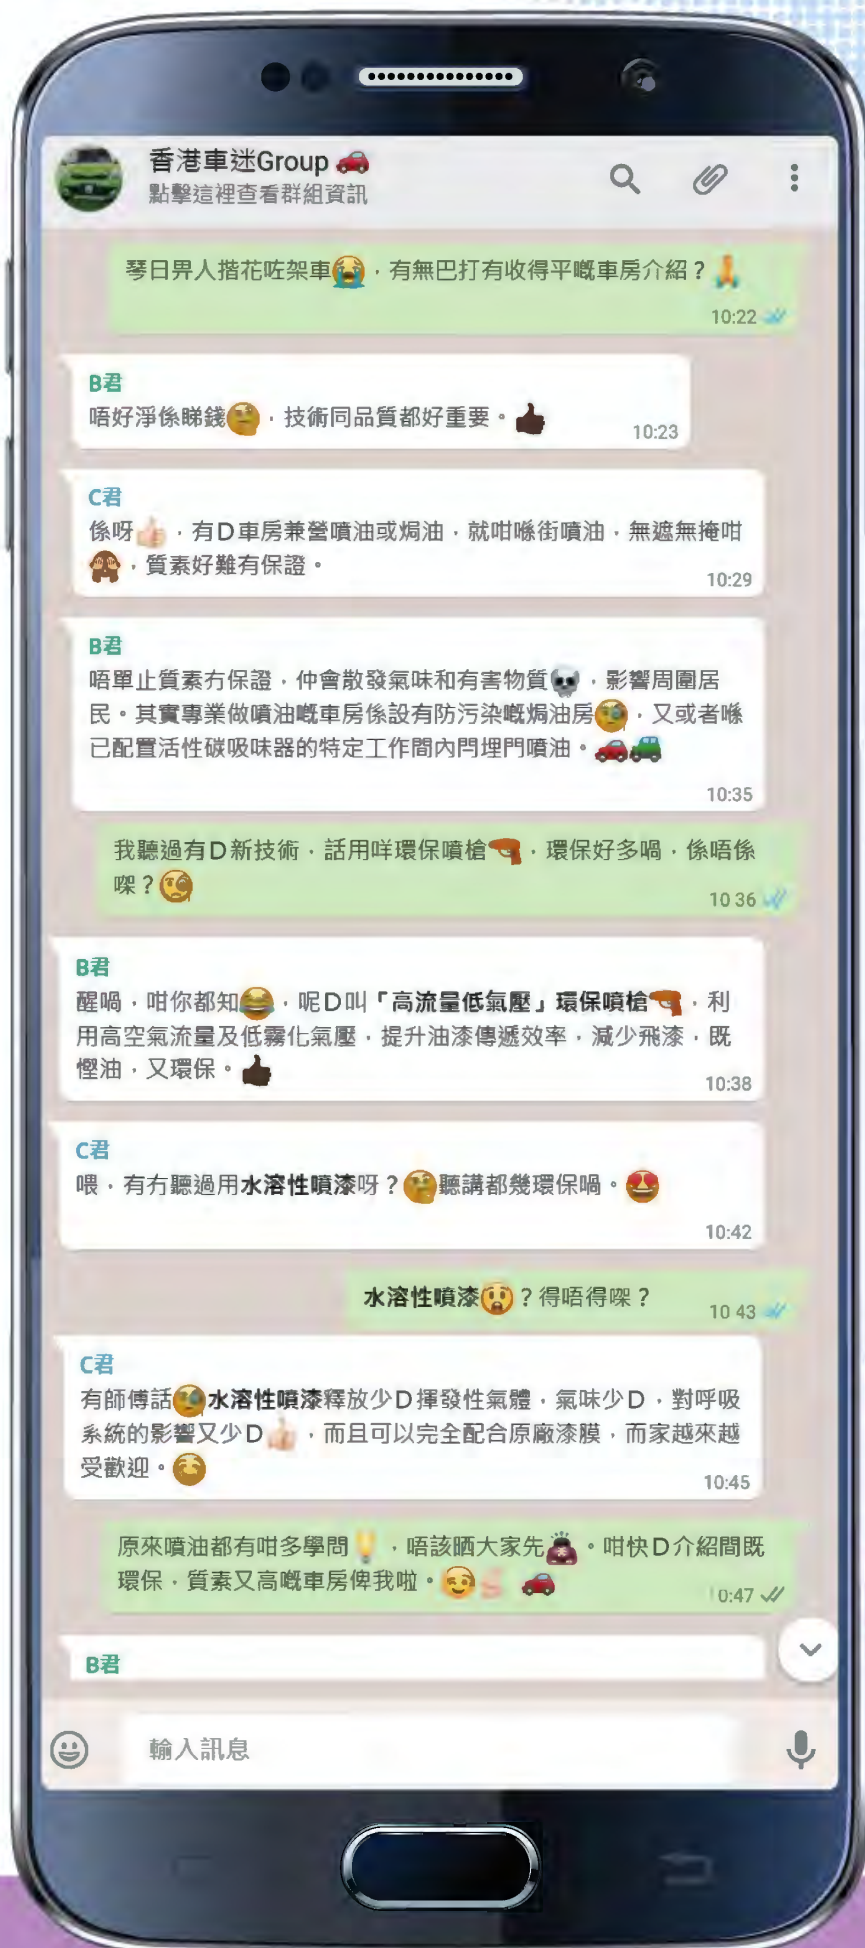 香港車迷Group 🚗
點擊這裡查看群組資訊
琴日畀人揩花咗架車😭，有無巴打有收得平嘅車房介紹？🙏
10:22
B君
唔好淨係睇錢🧐，技術同品質都好重要。👍🏿
10:23
C君
係呀👍🏻，有D車房兼營噴油或焗油，就咁喺街噴油，無遮無掩咁
🙈，質素好難有保證。
10:29
B君
唔單止質素冇保證，仲會散發氣味和有害物質💀，影響周圍居
民。其實專業做噴油嘅車房係設有防污染嘅焗油房🧐，又或者喺
已配置活性碳吸味器的特定工作間內閂埋門噴油。🚗🚙
10:35
我聽過有D新技術，話用咩環保噴槍🔫，環保好多喎，係唔係
㗎？🧐
10 36
B君
醒喎，咁你都知😂，呢D叫「高流量低氣壓」環保噴槍🔫，利
用高空氣流量及低霧化氣壓，提升油漆傳遞效率，減少飛漆，既
慳油，又環保。👍🏿
10:38
C君
喂，有冇聽過用水溶性噴漆呀？🧐聽講都幾環保喎。😍
10:42
水溶性噴漆😲？得唔得㗎？
10 43
C君
有師傅話🧐水溶性噴漆釋放少D揮發性氣體，氣味少D，對呼吸
系統的影響又少D👍🏻，而且可以完全配合原廠漆膜，而家越來越
受歡迎。😊
10:45
原來噴油都有咁多學問💡，唔該晒大家先🙇。咁快D介紹間既
環保，質素又高嘅車房俾我啦。😏 🚗
0:47
B君
輸入訊息